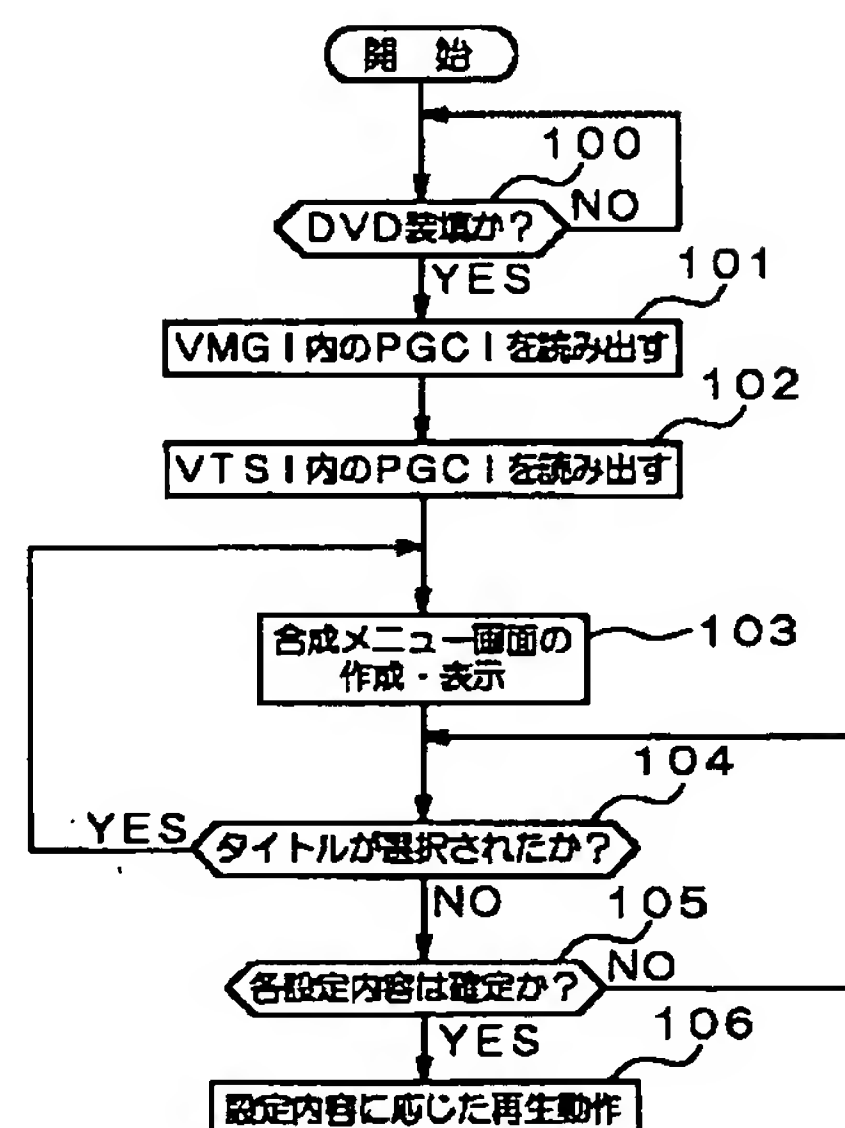 開 始
100
DVD装填か?
NO
YES
101
VMGI内のPGCIを読み出す
102
VTSI内のPGCIを読み出す
合成メニュー画面の
作成・表示
103
104
YES
タイトルが選択されたか?
NO
105
各設定内容は確定か?
NO
YES
106
設定内容に応じた再生動作